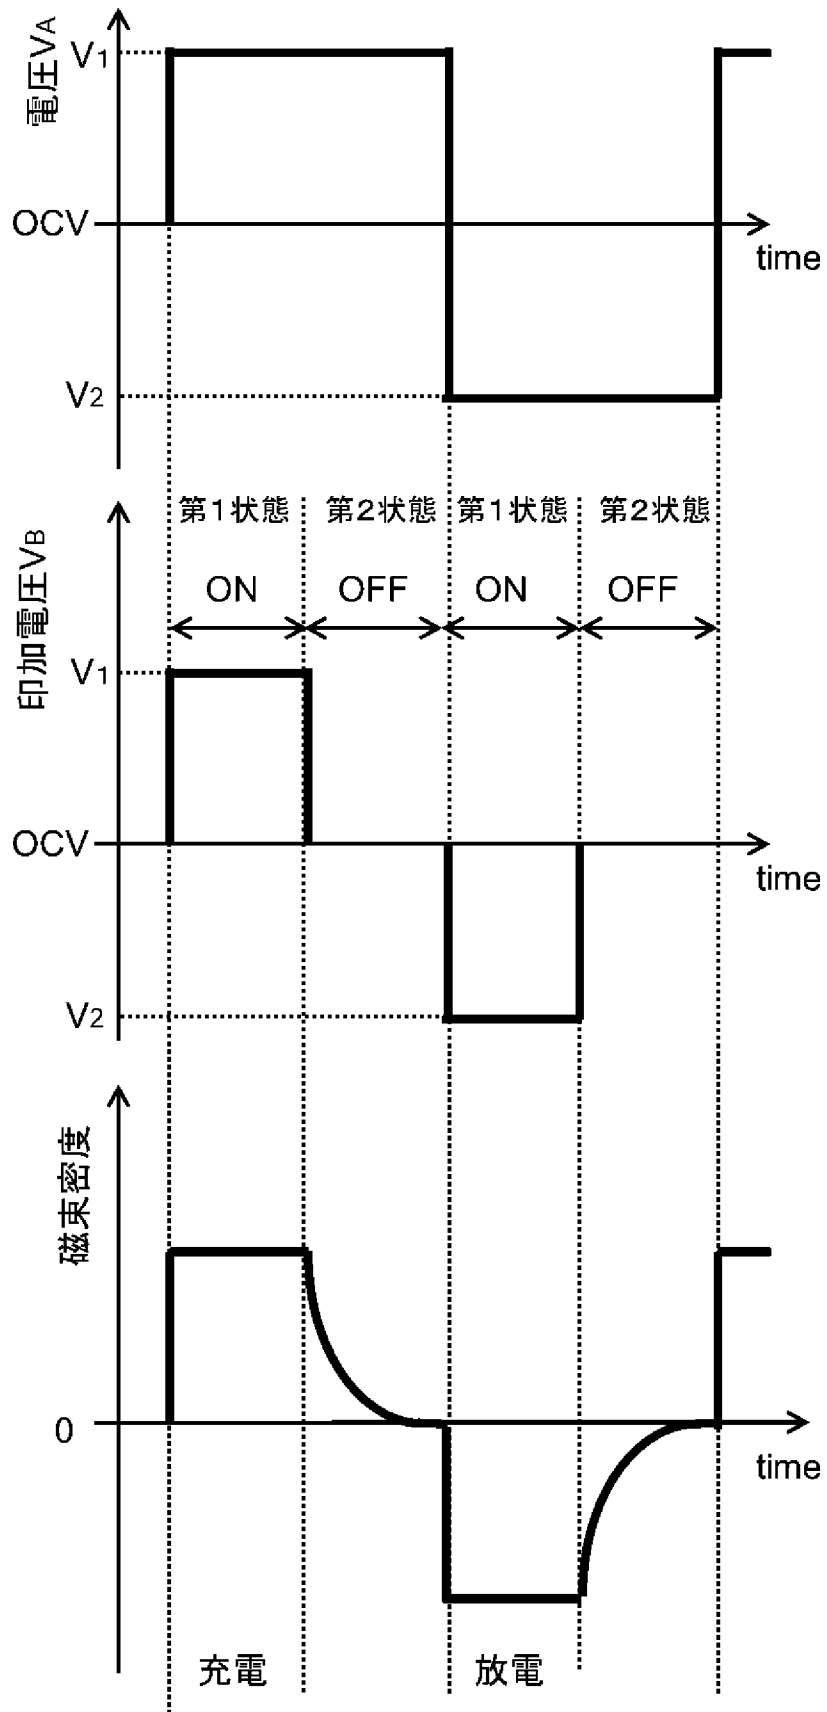 電圧VA
V1
OCV
time
V2
第1状態 第2状態 第1状態 第2状態
ON OFF ON OFF
印加電圧VB
V1
OCV
time
V2
磁束密度
0
time
充電 放電